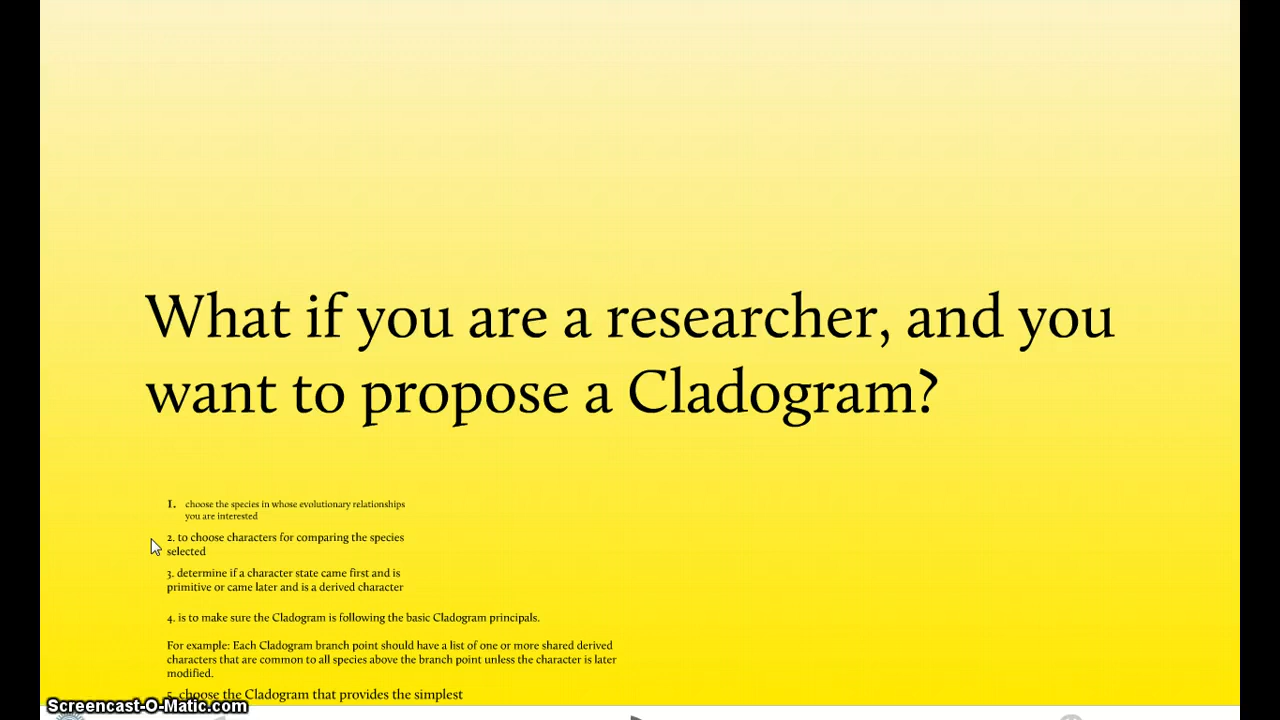 What if you are a researcher, and you
want to propose a Cladogram?
1. choose the species in whose evolutionary relationships
you are interested
2. to choose characters for comparing the species
selected
3. determine if a character state came first and is
primitive or came later and is a derived character
4. is to make sure the Cladogram is following the basic Cladogram principals.
For example: Each Cladogram branch point should have a list of one or more shared derived
characters that are common to all species above the branch point unless the character is later
modified.
5. choose the Cladogram that provides the simplest
Screencast-O-Matic.com